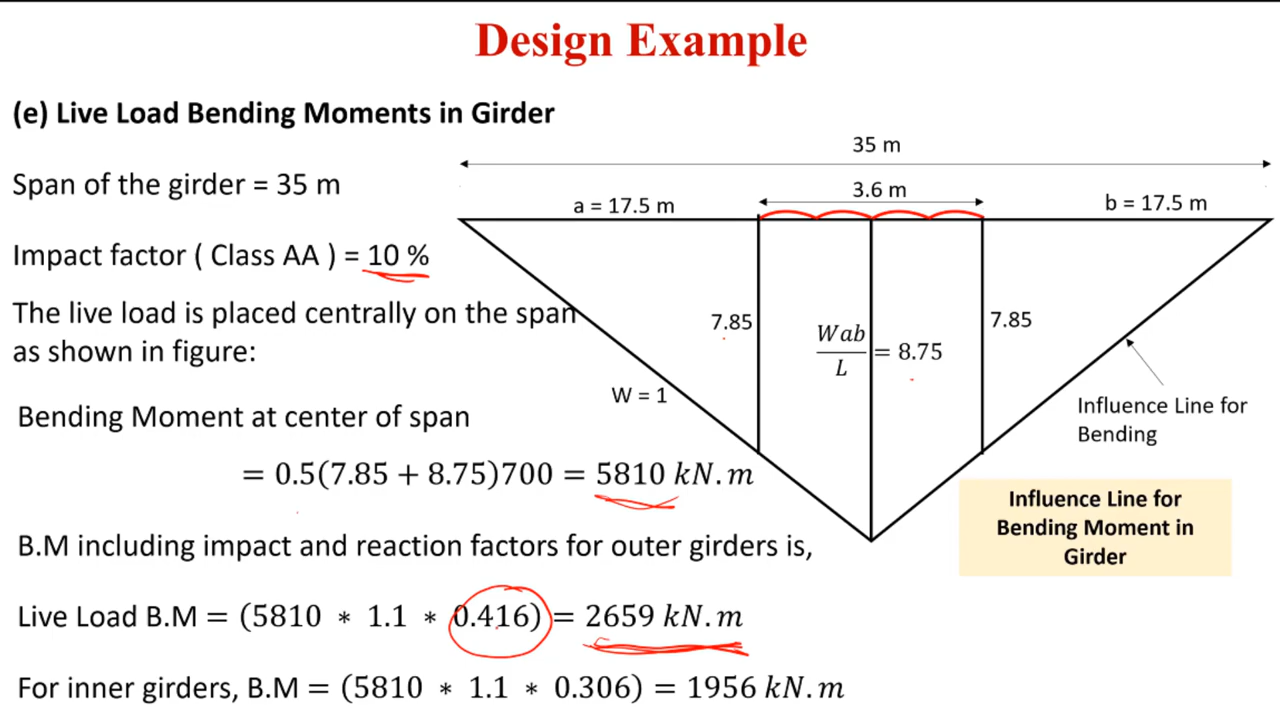 Design Example
(e) Live Load Bending Moments in Girder
35 m
Span of the girder = 35 m
3.6 m
a = 17.5 m
b = 17.5 m
Impact factor ( Class AA ) = 10 %
The live load is placed centrally on the span
as shown in figure:
7.85
Wab/L = 8.75
7.85
W = 1
Influence Line for
Bending
Bending Moment at center of span
= 0.5(7.85 + 8.75)700 = 5810 kN.m
Influence Line for
Bending Moment in
Girder
B.M including impact and reaction factors for outer girders is,
Live Load B.M = (5810 * 1.1 * 0.416) = 2659 kN.m
For inner girders, B.M = (5810 * 1.1 * 0.306) = 1956 kN.m